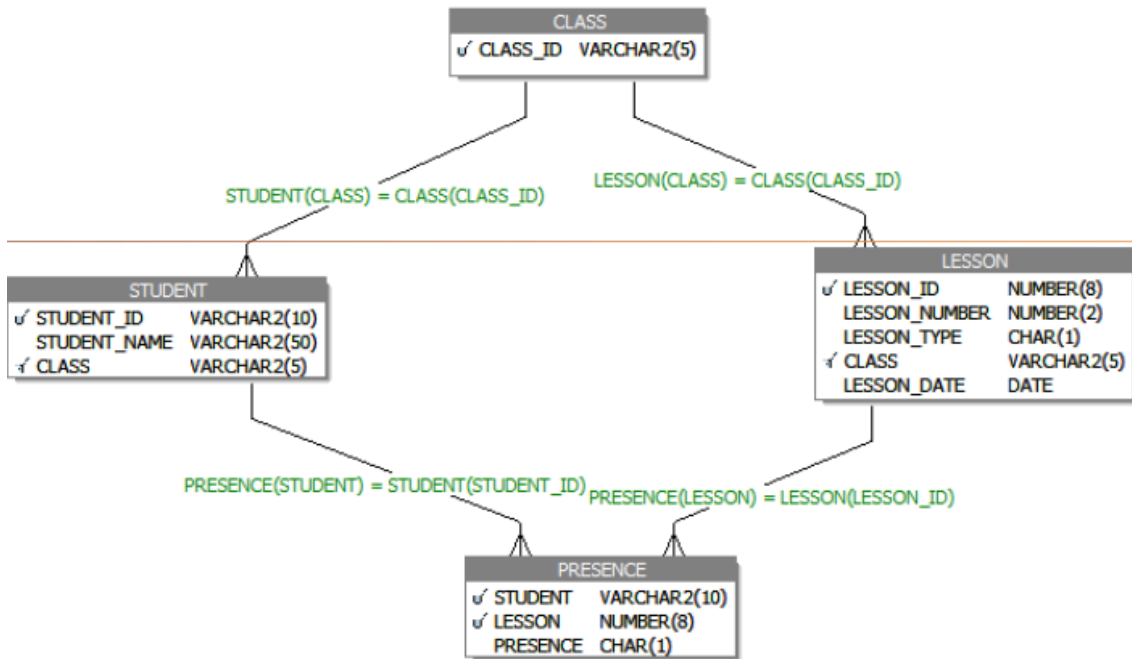 CLASS
CLASS_ID VARCHAR2(5)
STUDENT(CLASS) = CLASS(CLASS_ID)
LESSON(CLASS) = CLASS(CLASS_ID)
STUDENT
STUDENT_ID VARCHAR2(10)
STUDENT_NAME VARCHAR2(50)
CLASS VARCHAR2(5)
LESSON
LESSON_ID NUMBER(8)
LESSON_NUMBER NUMBER(2)
LESSON_TYPE CHAR(1)
CLASS VARCHAR2(5)
LESSON_DATE DATE
PRESENCE(STUDENT) = STUDENT(STUDENT_ID)
PRESENCE(LESSON) = LESSON(LESSON_ID)
PRESENCE
STUDENT VARCHAR2(10)
LESSON NUMBER(8)
PRESENCE CHAR(1)